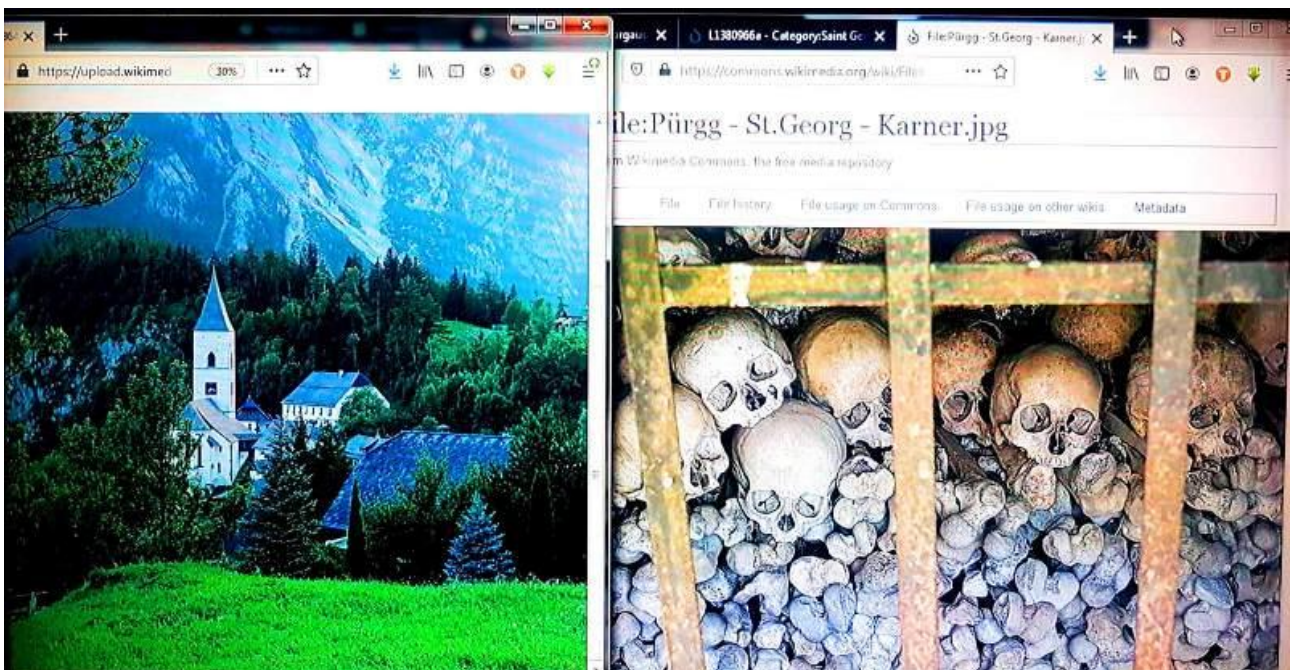 https://upload.wikimed
30%
L1380966a - Category:Saint Ge
File:Pürgg - St.Georg - Karner.j
https://commons.wikimedia.org/wiki/File
ile:Pürgg - St.Georg - Karner.jpg
m Wikimedia Commons, the free media repository
File
File history
File usage on Commons
File usage on other wikis
Metadata